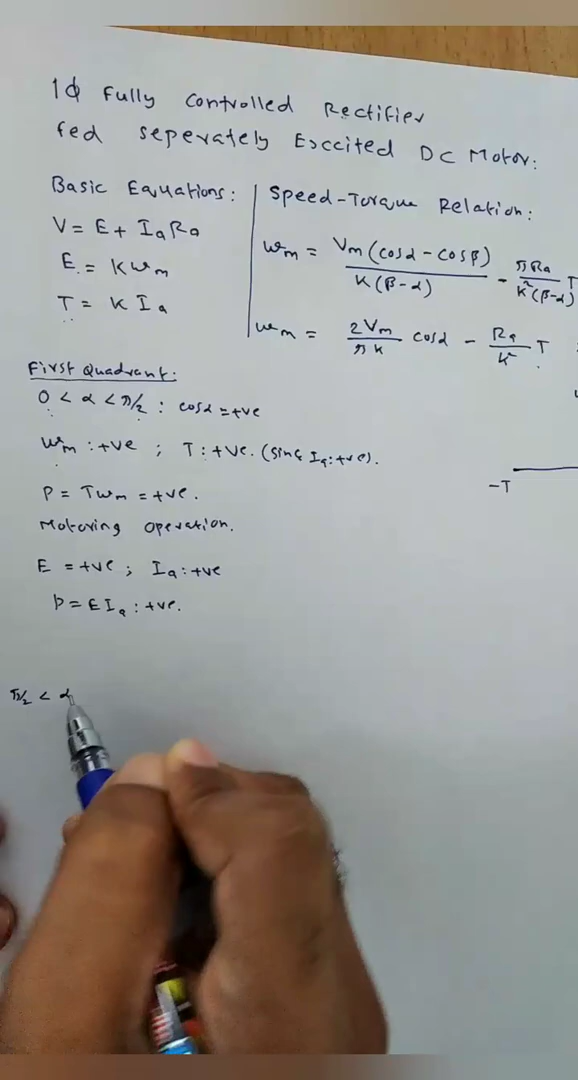 1ϕ Fully Controlled Rectifier
fed seperately Exccited DC Motor:
Basic Equations:
V = E + IaRa
E = Kωm
T = K Ia
Speed-Torque Relation:
ωm = Vm (cosα - cosβ) / K(β-α) - πRa / K²(β-α) T
ωm = 2Vm / πK cosα - Ra / K² T
First Quadrant:
0 < α < π/2 : cosα = +ve
ωm : +ve ; T : +ve. (Since Ia : +ve).
P = Tωm = +ve.
Motoring operation.
E = +ve ; Ia : +ve
P = EIa : +ve.
π/2 < α
-T